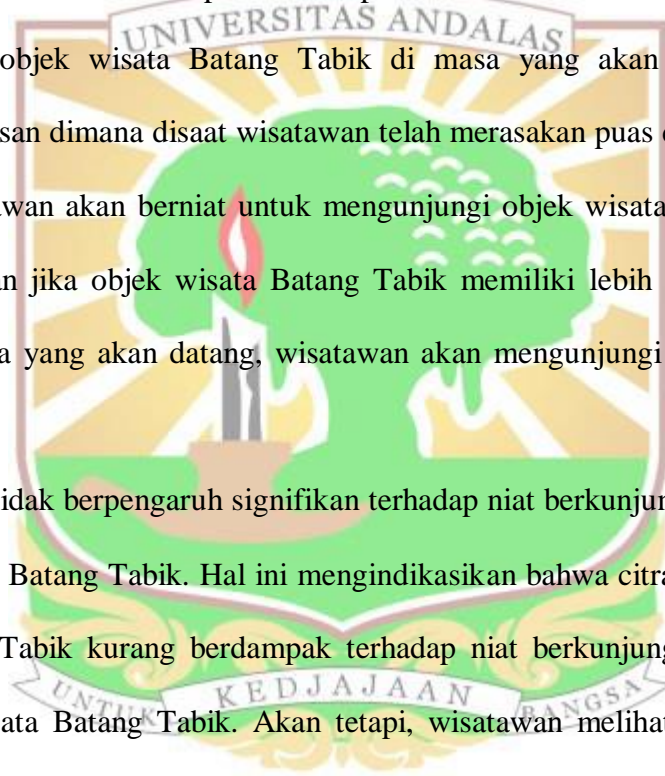 UNIVERSITAS ANDALAS
objek wisata Batang Tabik di masa yang akan
san dimana disaat wisatawan telah merasakan puas
wan akan berniat untuk mengunjungi objek wisata
n jika objek wisata Batang Tabik memiliki lebih
a yang akan datang, wisatawan akan mengunjungi
idak berpengaruh signifikan terhadap niat berkunjun
Batang Tabik. Hal ini mengindikasikan bahwa citra
Tabik kurang berdampak terhadap niat berkunjung
UNTUK KEDJAJAAN BANGSA
ata Batang Tabik. Akan tetapi, wisatawan melihat